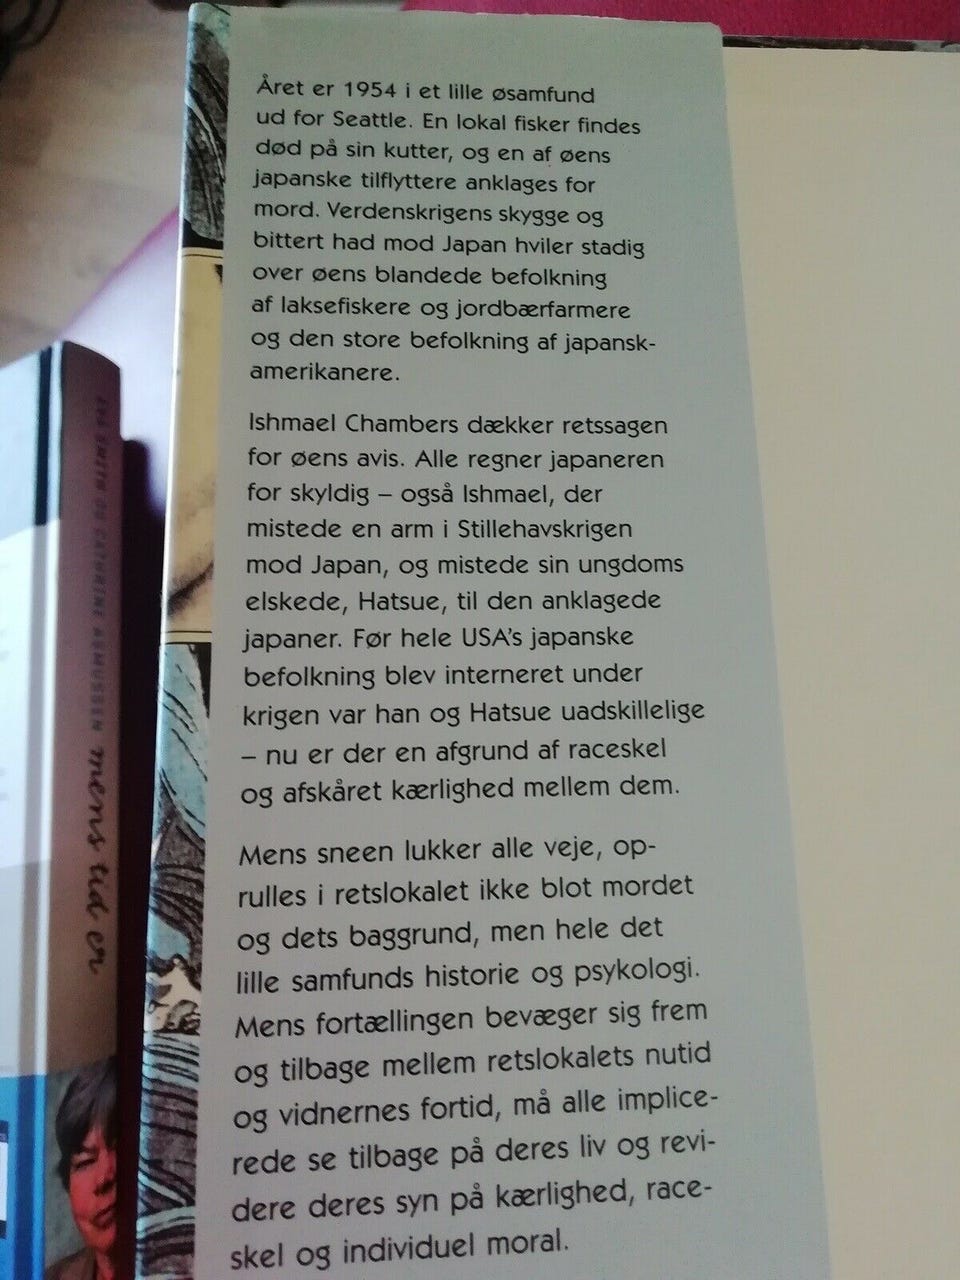 Året er 1954 i et lille øsamfund
ud for Seattle. En lokal fisker findes
død på sin kutter, og en af øens
japanske tilflyttere anklages for
mord. Verdenskrigens skygge og
bittert had mod Japan hviler stadig
over øens blandede befolkning
af laksefiskere og jordbærfarmere
og den store befolkning af japansk-
amerikanere.
Ishmael Chambers dækker retssagen
for øens avis. Alle regner japaneren
for skyldig – også Ishmael, der
mistede en arm i Stillehavskrigen
mod Japan, og mistede sin ungdoms
elskede, Hatsue, til den anklagede
japaner. Før hele USA's japanske
befolkning blev interneret under
krigen var han og Hatsue uadskillelige
– nu er der en afgrund af raceskel
og afskåret kærlighed mellem dem.
Mens sneen lukker alle veje, op-
rulles i retslokalet ikke blot mordet
og dets baggrund, men hele det
lille samfunds historie og psykologi.
Mens fortællingen bevæger sig frem
og tilbage mellem retslokalets nutid
og vidnernes fortid, må alle implice-
rede se tilbage på deres liv og revi-
dere deres syn på kærlighed, race-
skel og individuel moral.
SMITH OG CATHRINE ASMUSSEN mens tid er